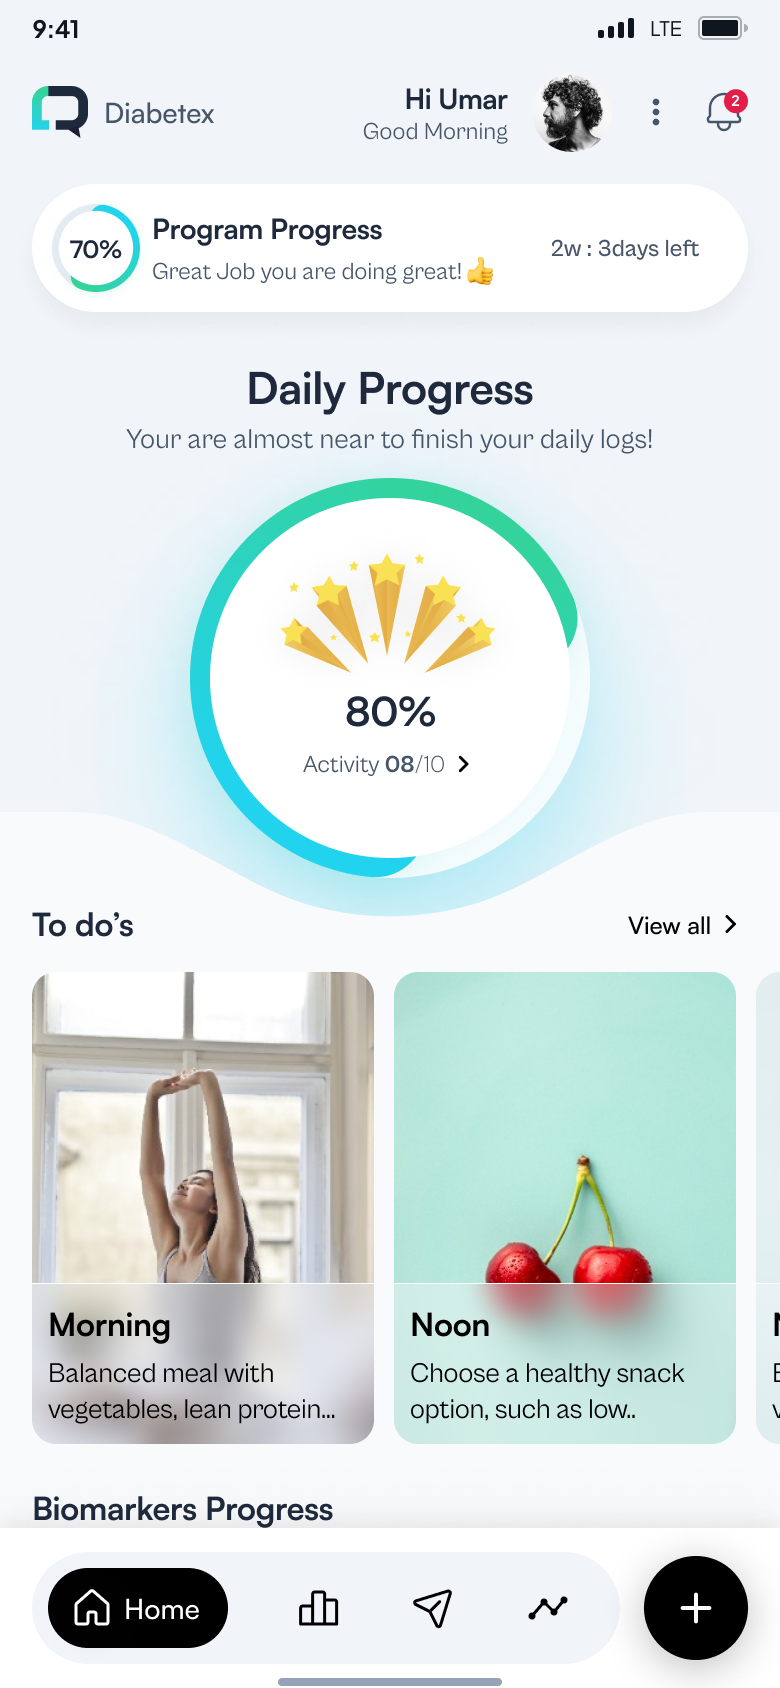 9:41
LTE
Diabetex
Hi Umar
Good Morning
2
70%
Program Progress
Great Job you are doing great!👍
2w : 3days left
Daily Progress
Your are almost near to finish your daily logs!
80%
Activity 08/10
To do’s
View all
Morning
Balanced meal with
vegetables, lean protein...
Noon
Choose a healthy snack
option, such as low..
Biomarkers Progress
Home